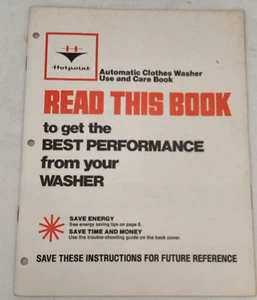 Hotpoint
Automatic Clothes Washer
Use and Care Book
READ THIS BOOK
to get the
BEST PERFORMANCE
from your
WASHER
SAVE ENERGY
See energy saving tips on page 6.
SAVE TIME AND MONEY
Use the trouble-shooting guide on the back cover.
SAVE THESE INSTRUCTIONS FOR FUTURE REFERENCE